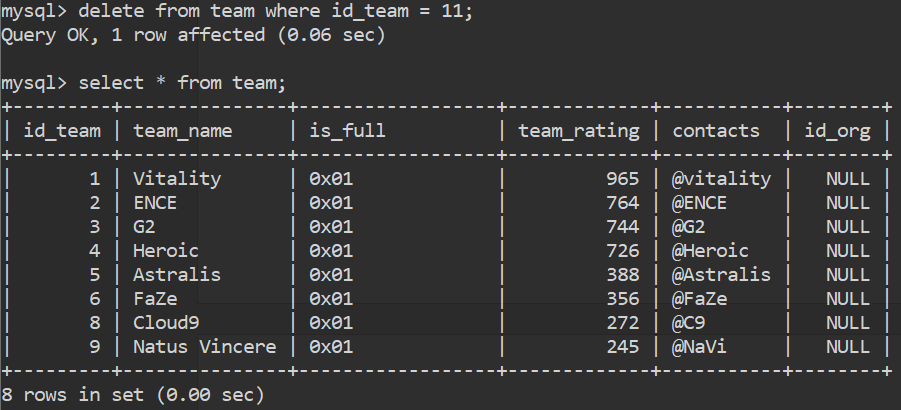 mysql> delete from team where id_team = 11;
Query OK, 1 row affected (0.06 sec)

mysql> select * from team;
+---------+--------------+-----------------+-------------+-----------+--------+
| id_team | team_name | is_full | team_rating | contacts | id_org |
+---------+--------------+-----------------+-------------+-----------+--------+
| 1 | Vitality | 0x01 | 965 | @vitality | NULL |
| 2 | ENCE | 0x01 | 764 | @ENCE | NULL |
| 3 | G2 | 0x01 | 744 | @G2 | NULL |
| 4 | Heroic | 0x01 | 726 | @Heroic | NULL |
| 5 | Astralis | 0x01 | 388 | @Astralis | NULL |
| 6 | FaZe | 0x01 | 356 | @FaZe | NULL |
| 8 | Cloud9 | 0x01 | 272 | @C9 | NULL |
| 9 | Natus Vincere | 0x01 | 245 | @NaVi | NULL |
+---------+--------------+-----------------+-------------+-----------+--------+
8 rows in set (0.00 sec)